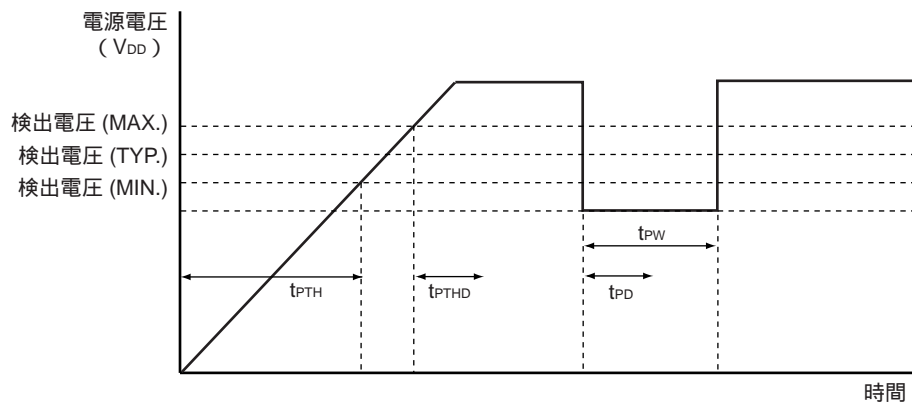 電源電圧
(VDD)
検出電圧 (MAX.)
検出電圧 (TYP.)
検出電圧 (MIN.)
tPW
tPTH
tPTHD
tPD
時間